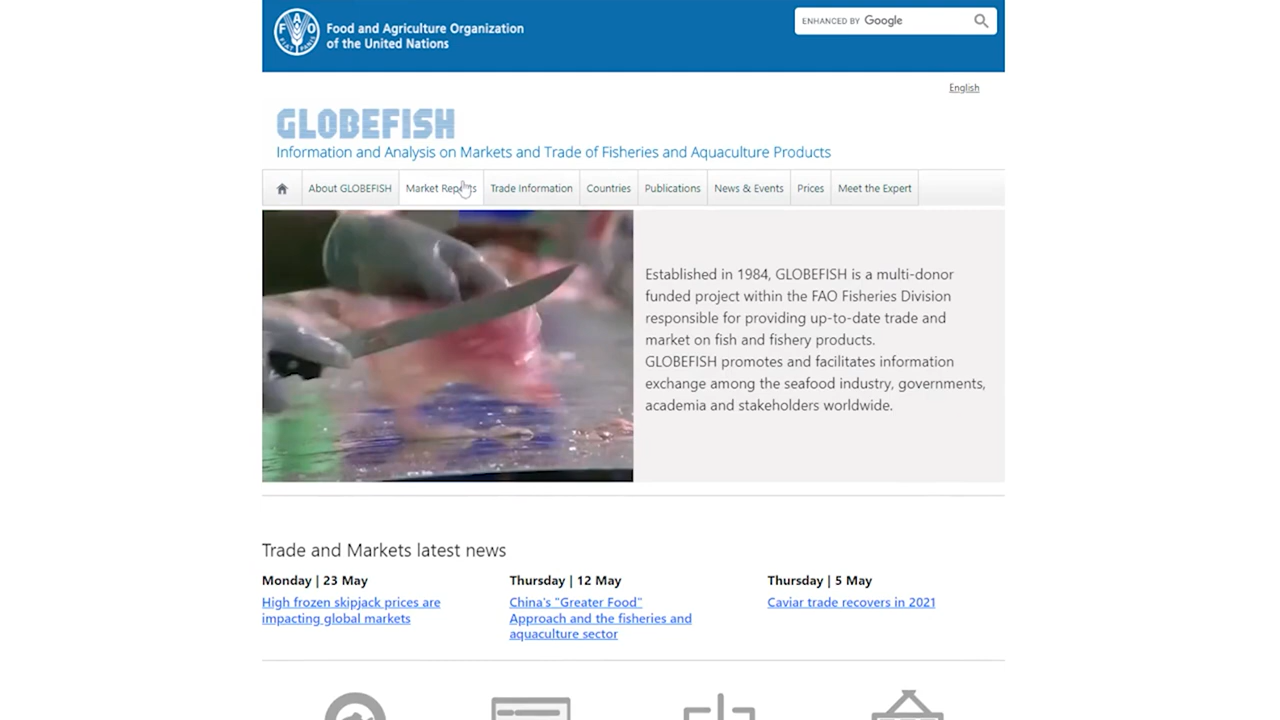 Food and Agriculture Organization
of the United Nations
ENHANCED BY Google
English
GLOBEFISH
Information and Analysis on Markets and Trade of Fisheries and Aquaculture Products
About GLOBEFISH Market Reports Trade Information Countries Publications News & Events Prices Meet the Expert
Established in 1984, GLOBEFISH is a multi-donor
funded project within the FAO Fisheries Division
responsible for providing up-to-date trade and
market on fish and fishery products.
GLOBEFISH promotes and facilitates information
exchange among the seafood industry, governments,
academia and stakeholders worldwide.
Trade and Markets latest news
Monday | 23 May
High frozen skipjack prices are
impacting global markets
Thursday | 12 May
China's "Greater Food"
Approach and the fisheries and
aquaculture sector
Thursday | 5 May
Caviar trade recovers in 2021